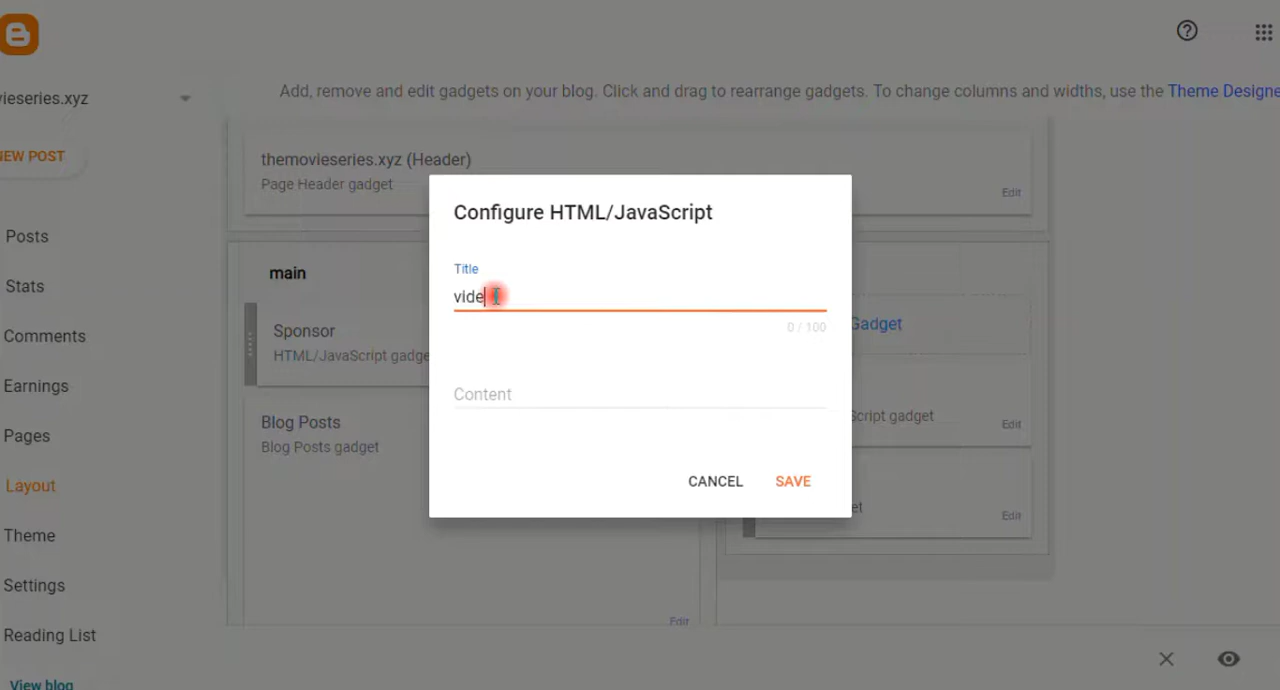 vieseries.xyz
Add, remove and edit gadgets on your blog. Click and drag to rearrange gadgets. To change columns and widths, use the Theme Designe
NEW POST
themovieseries.xyz (Header)
Page Header gadget
Edit
Configure HTML/JavaScript
Posts
Title
main
Stats
vide
0 / 100
Gadget
Sponsor
HTML/JavaScript gadge
Comments
Earnings
Content
Script gadget
Edit
Blog Posts
Blog Posts gadget
Pages
Layout
CANCEL
SAVE
et
Edit
Theme
Settings
Edit
Reading List
View blog